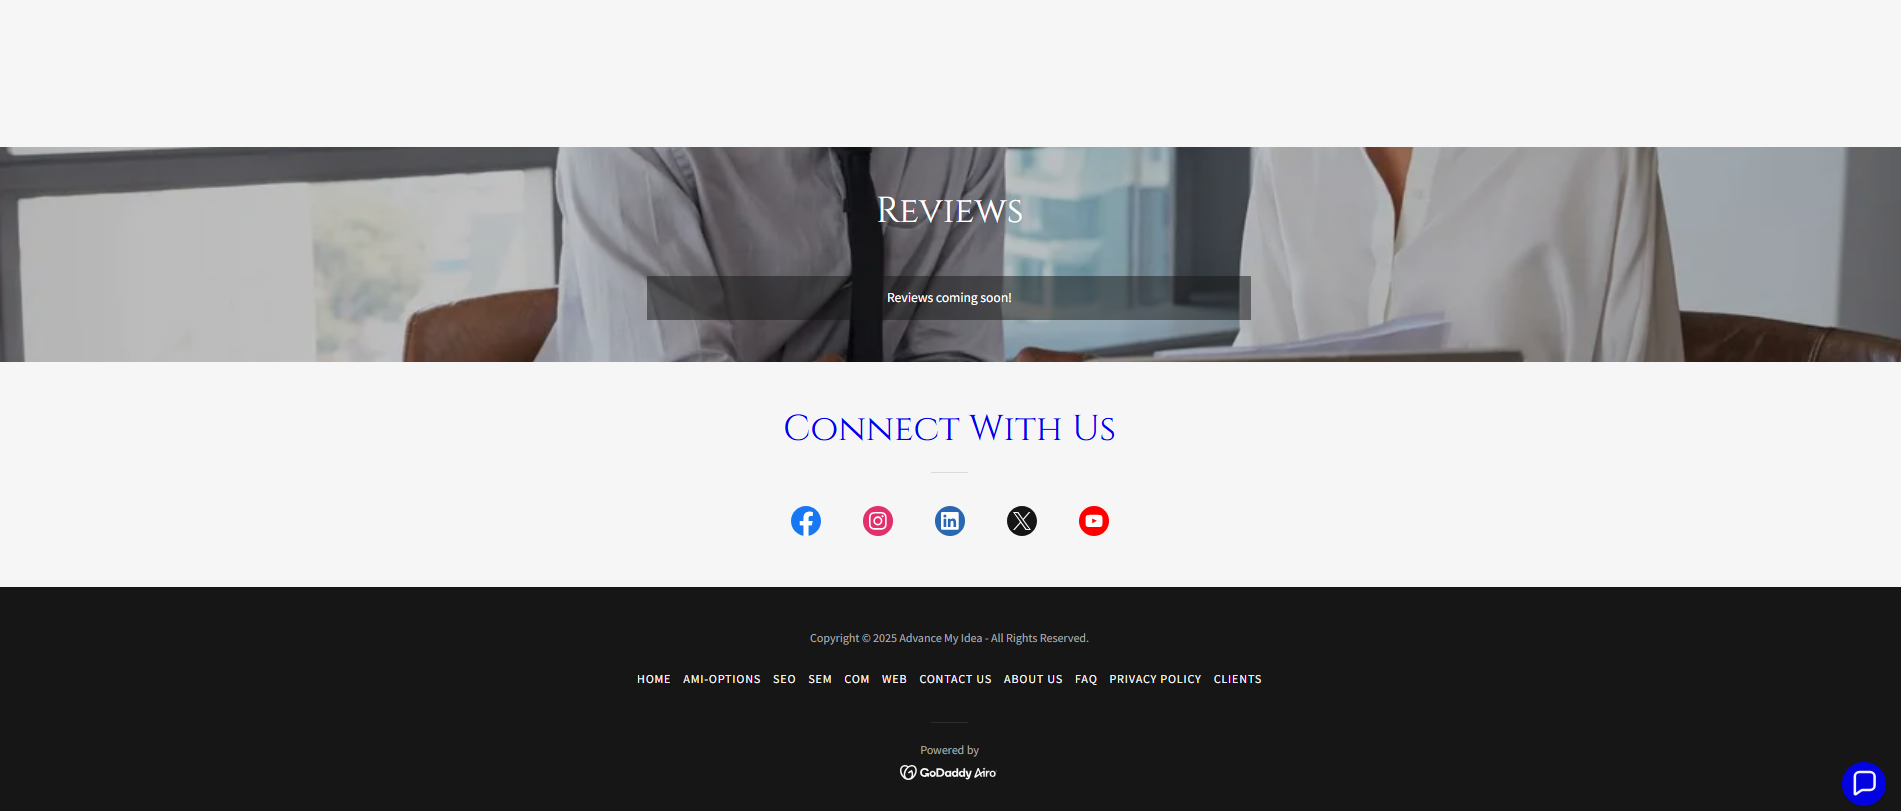 Reviews
Reviews coming soon!
Connect With Us
Copyright © 2025 Advance My Idea - All Rights Reserved.
HOME AMI-OPTIONS SEO SEM COM WEB CONTACT US ABOUT US FAQ PRIVACY POLICY CLIENTS
Powered by
GoDaddy Airo